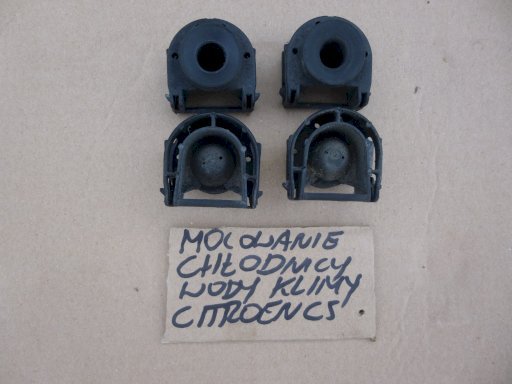 MOCOWANIE
CHŁODNICY
WODY KLIMY
CITROEN C5